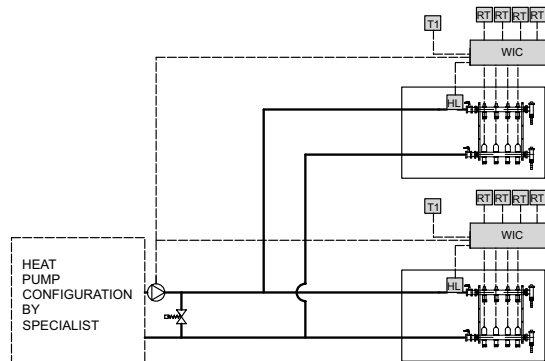 RT RT RT RT
T1
WIC
HL
RT RT RT RT
T1
WIC
HL
HEAT
PUMP
CONFIGURATION
BY
SPECIALIST